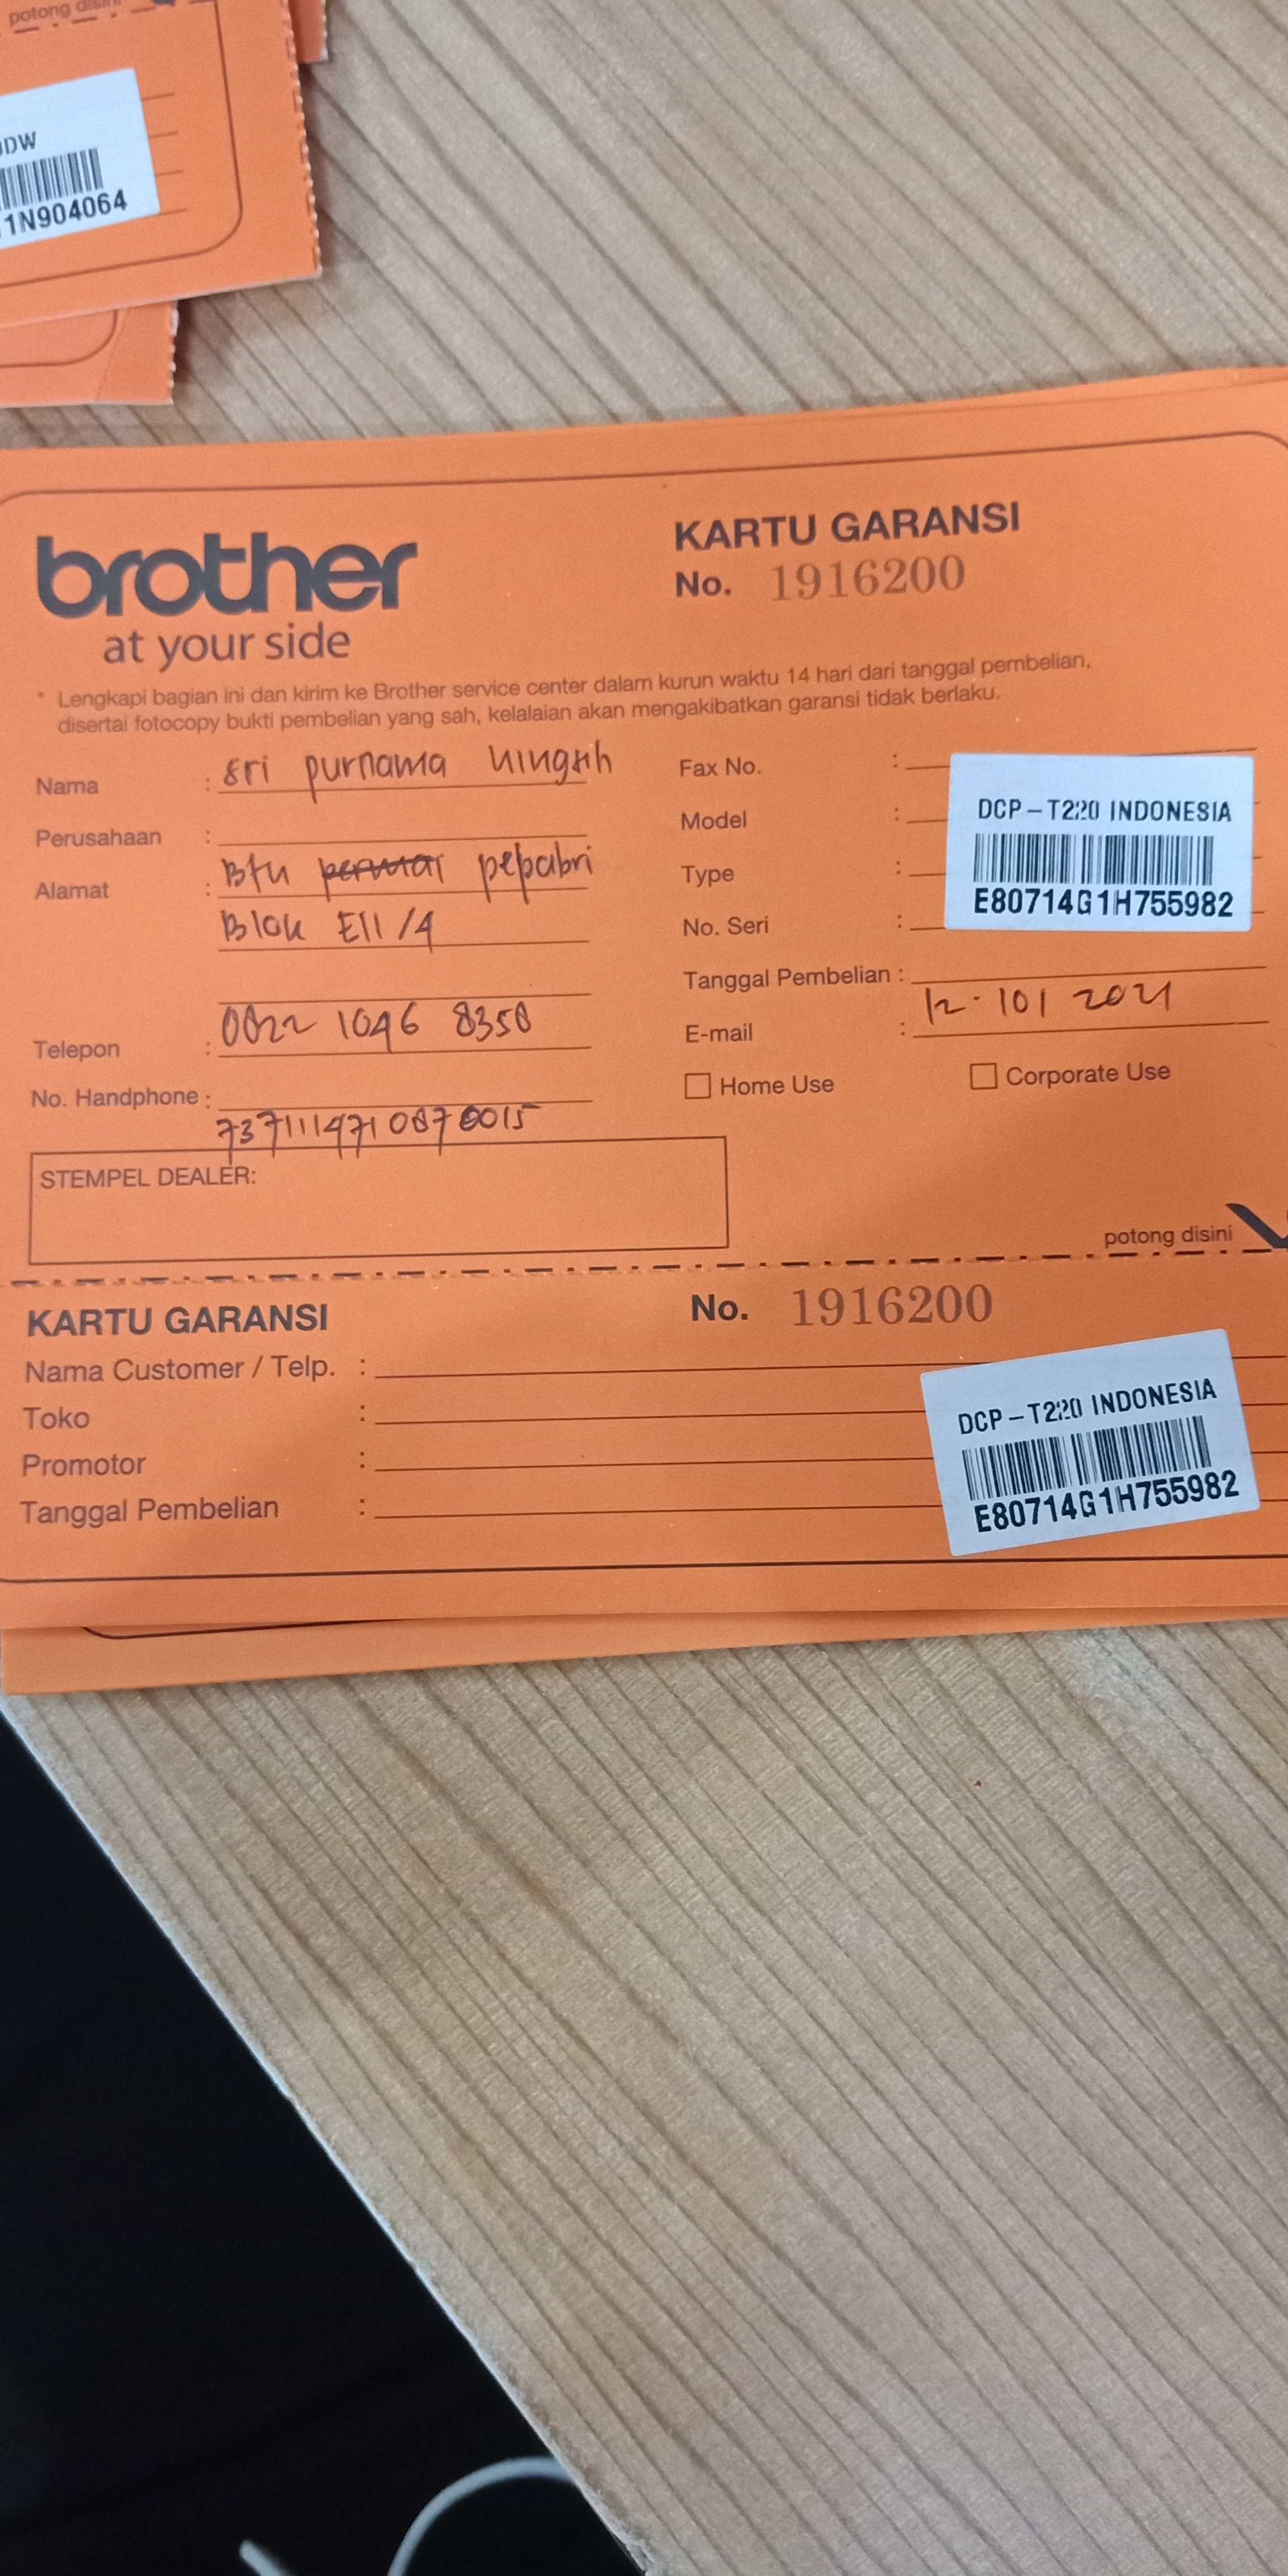 potong disini
DW
1N904064
brother
at your side
KARTU GARANSI
No. 1916200
* Lengkapi bagian ini dan kirim ke Brother service center dalam kurun waktu 14 hari dari tanggal pembelian,
disertai fotocopy bukti pembelian yang sah, kelalaian akan mengakibatkan garansi tidak berlaku.
Nama : sri purnama ningsih
Perusahaan :
Alamat : Btn pepabri
Blok E11/4
Telepon : 0822 1046 8358
No. Handphone :
7371114710870015
STEMPEL DEALER:
Fax No. :
Model :
Type :
No. Seri :
DCP-T220 INDONESIA
E80714G1H755982
Tanggal Pembelian :
12-101 2021
E-mail :
Home Use
Corporate Use
potong disini
KARTU GARANSI
No. 1916200
Nama Customer / Telp. :
Toko :
Promotor :
Tanggal Pembelian :
DCP-T220 INDONESIA
E80714G1H755982